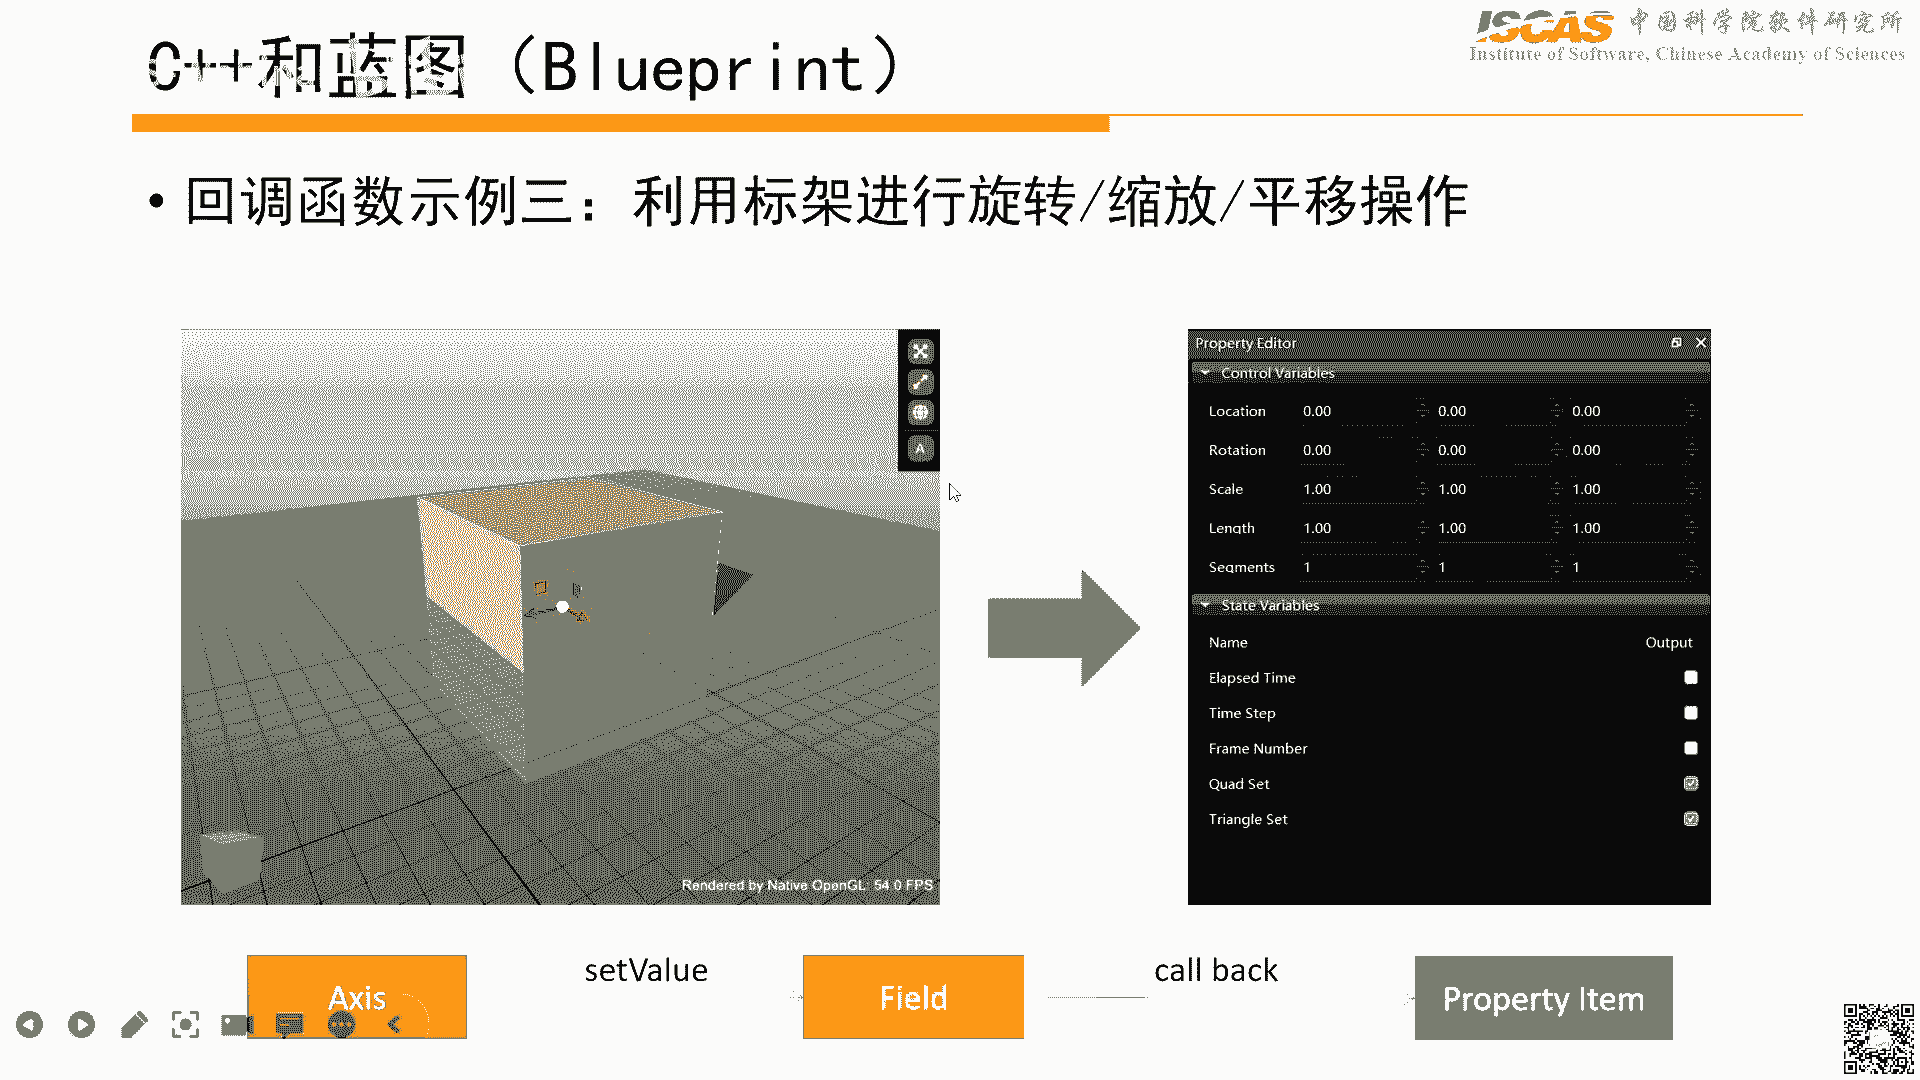 C++和蓝图（Blueprint）
ISCAS 中国科学院软件研究所
Institute of Software, Chinese Academy of Sciences
• 回调函数示例三：利用标架进行旋转/缩放/平移操作
A
Rendered by Native OpenGL: 54.0 FPS
Property Editor
Control Variables
Location 0.00 0.00 0.00
Rotation 0.00 0.00 0.00
Scale 1.00 1.00 1.00
Length 1.00 1.00 1.00
Segments 1 1 1
State Variables
Name Output
Elapsed Time
Time Step
Frame Number
Quad Set
Triangle Set
Axis
setValue
Field
call back
Property Item